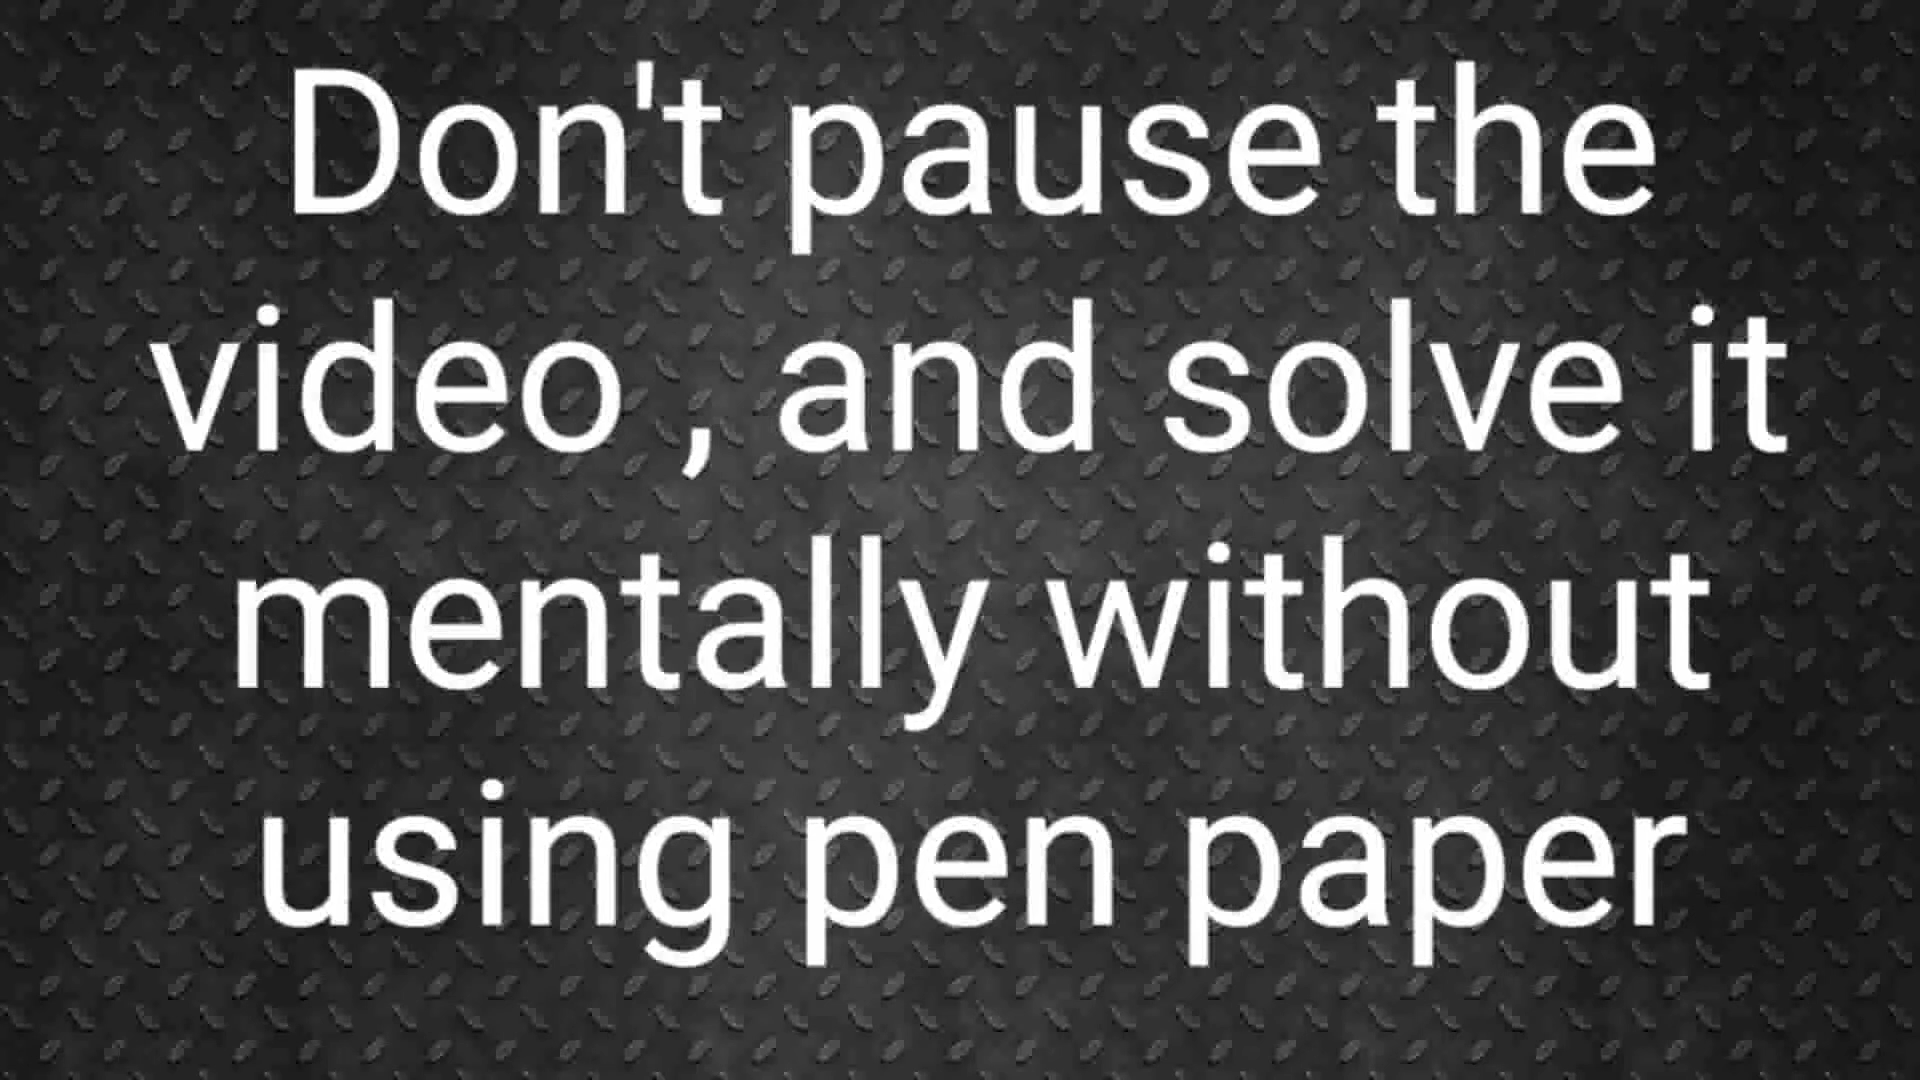 Don't pause the
video , and solve it
mentally without
using pen paper